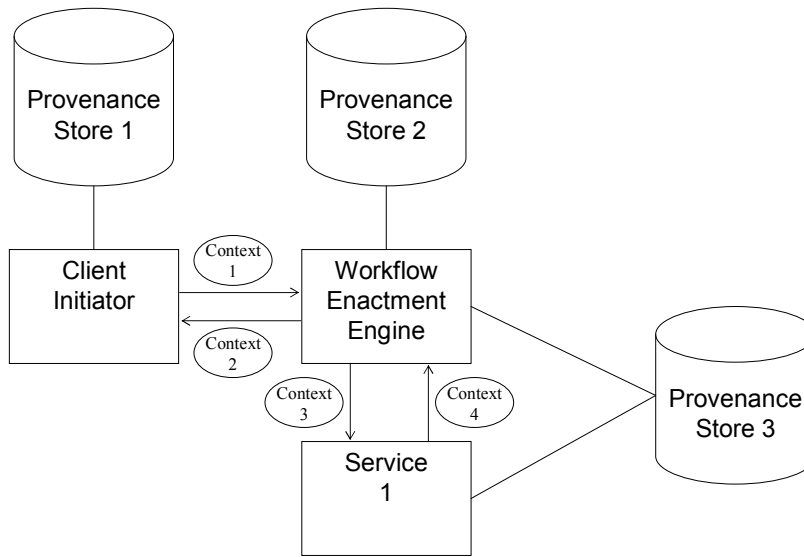 Provenance
Store 1
Provenance
Store 2
Client
Initiator
Context
1
Context
2
Workflow
Enactment
Engine
Context
3
Context
4
Service
1
Provenance
Store 3